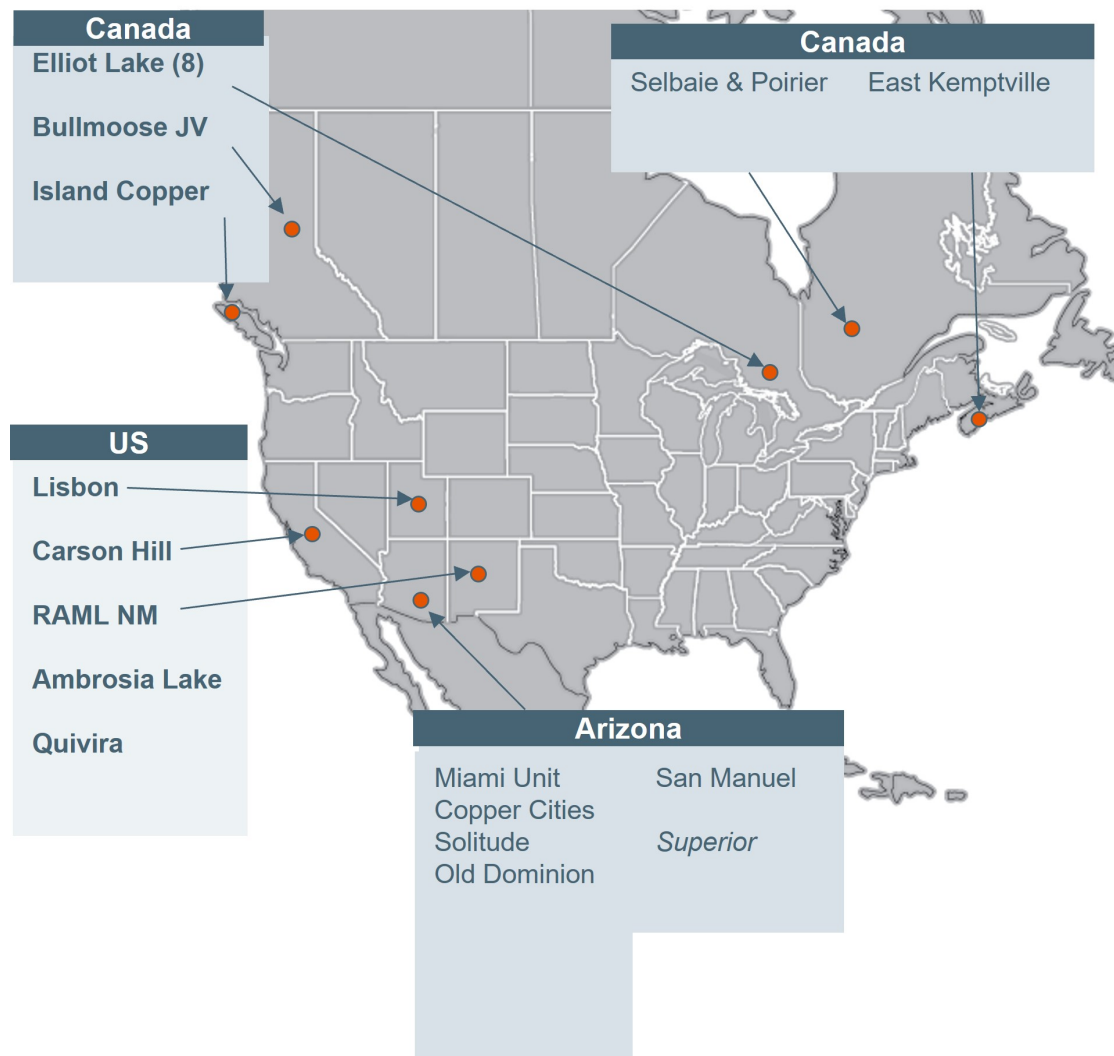 Canada
Elliot Lake (8)
Bullmoose JV
Island Copper
Canada
Selbaie & Poirier
East Kemptville
US
Lisbon
Carson Hill
RAML NM
Ambrosia Lake
Quivira
Arizona
Miami Unit
Copper Cities
Solitude
Old Dominion
San Manuel
Superior